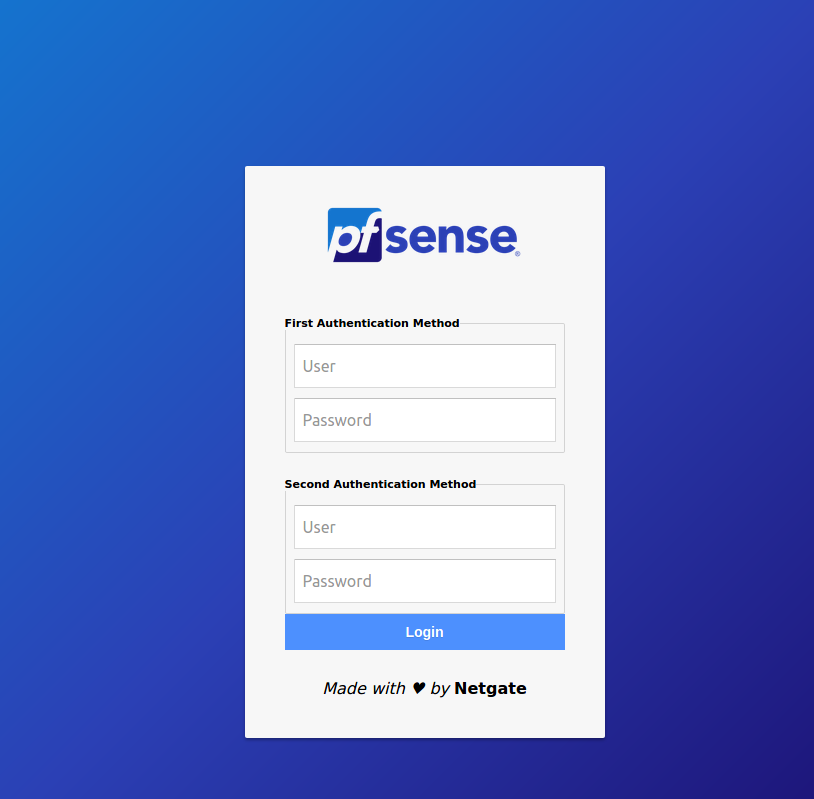 pfsense®
First Authentication Method
User
Password
Second Authentication Method
User
Password
Login
Made with ♥ by Netgate